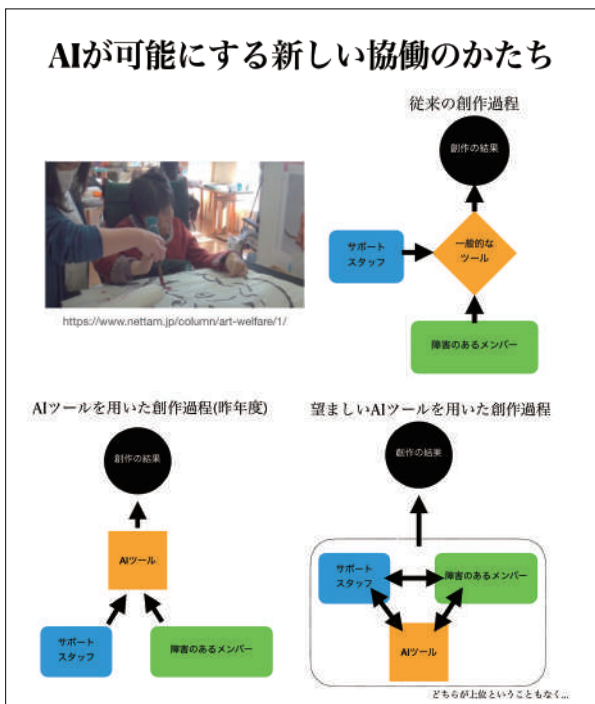 AIが可能にする新しい協働のかたち
従来の創作過程
創作の結果
サポート
スタッフ
一般的な
ツール
障害のあるメンバー
https://www.nettam.jp/column/art-welfare/1/
AIツールを用いた創作過程(昨年度)
創作の結果
AIツール
サポート
スタッフ
障害のあるメンバー
望ましいAIツールを用いた創作過程
創作の結果
サポート
スタッフ
障害のあるメンバー
AIツール
どちらが上位ということもなく...